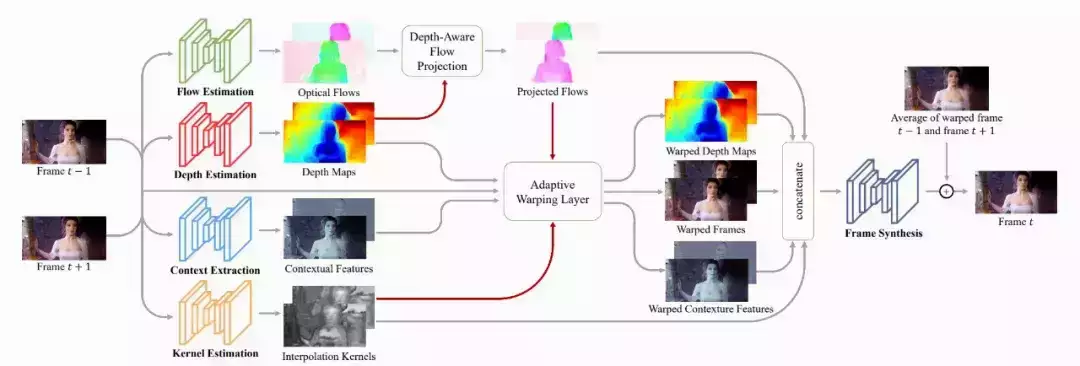 Frame t − 1
Frame t + 1
Flow Estimation
Depth Estimation
Context Extraction
Kernel Estimation
Optical Flows
Depth Maps
Contextual Features
Interpolation Kernels
Depth-Aware
Flow
Projection
Projected Flows
Adaptive
Warping Layer
Warped Depth Maps
Warped Frames
Warped Contexture Features
concatenate
Frame Synthesis
Average of warped frame
t − 1 and frame t + 1
+
Frame t